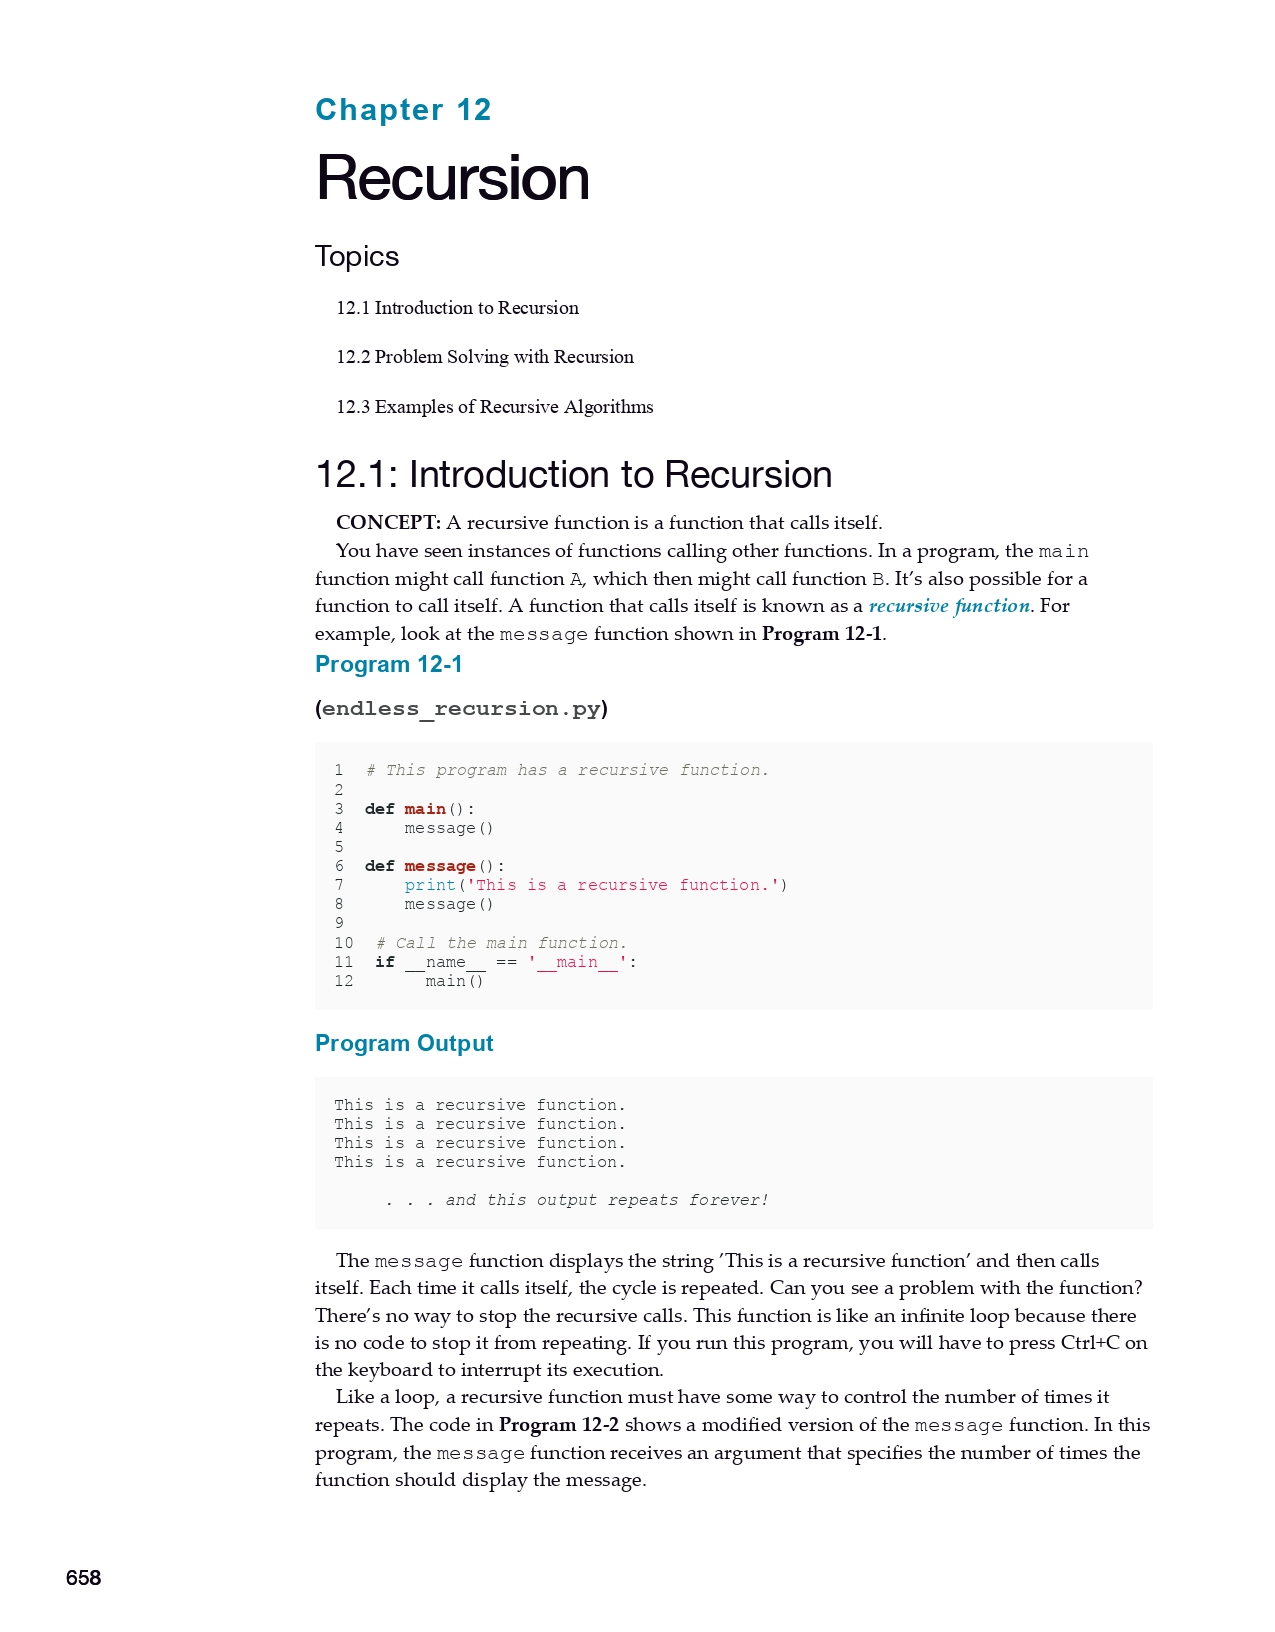 Chapter 12
Recursion
Topics
12.1 Introduction to Recursion
12.2 Problem Solving with Recursion
12.3 Examples of Recursive Algorithms
12.1: Introduction to Recursion
CONCEPT: A recursive function is a function that calls itself.
You have seen instances of functions calling other functions. In a program, the main
function might call function A, which then might call function B. It’s also possible for a
function to call itself. A function that calls itself is known as a recursive function. For
example, look at the message function shown in Program 12-1.
Program 12-1
(endless_recursion.py)
1  # This program has a recursive function.
2
3  def main():
4      message()
5
6  def message():
7      print('This is a recursive function.')
8      message()
9
10  # Call the main function.
11  if __name__ == '__main__':
12      main()
Program Output
This is a recursive function.
This is a recursive function.
This is a recursive function.
This is a recursive function.
. . . and this output repeats forever!
The message function displays the string ’This is a recursive function’ and then calls
itself. Each time it calls itself, the cycle is repeated. Can you see a problem with the function?
There’s no way to stop the recursive calls. This function is like an infinite loop because there
is no code to stop it from repeating. If you run this program, you will have to press Ctrl+C on
the keyboard to interrupt its execution.
Like a loop, a recursive function must have some way to control the number of times it
repeats. The code in Program 12-2 shows a modified version of the message function. In this
program, the message function receives an argument that specifies the number of times the
function should display the message.
658